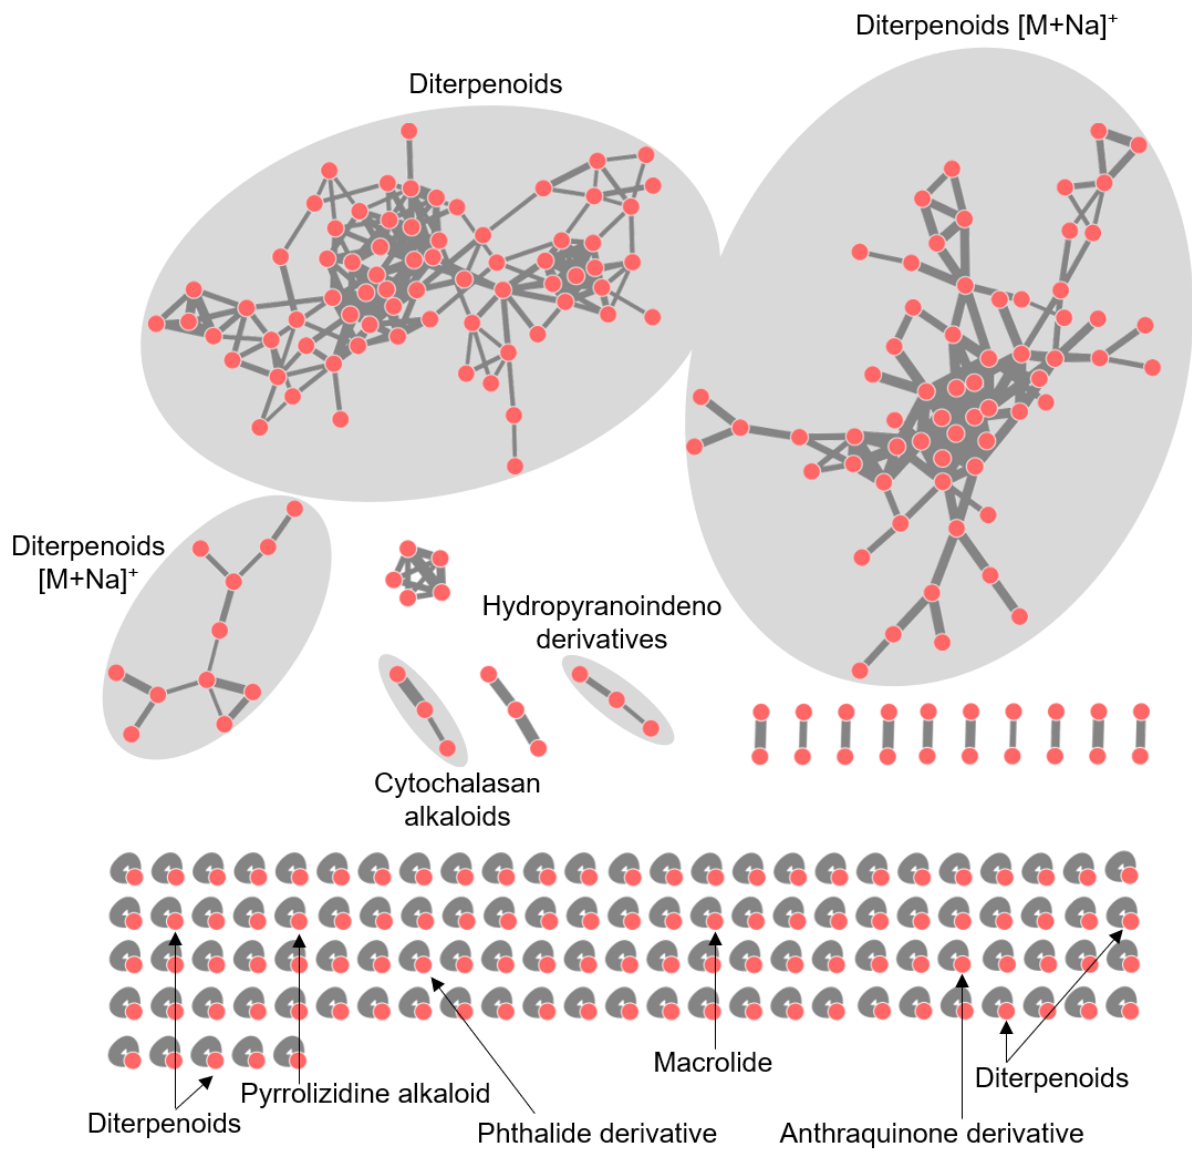 Diterpenoids [M+Na]⁺
Diterpenoids
Diterpenoids
[M+Na]⁺
Hydropyranoindeno
derivatives
Cytochalasan
alkaloids
Macrolide
Diterpenoids
Pyrrolizidine alkaloid
Diterpenoids
Phthalide derivative
Anthraquinone derivative